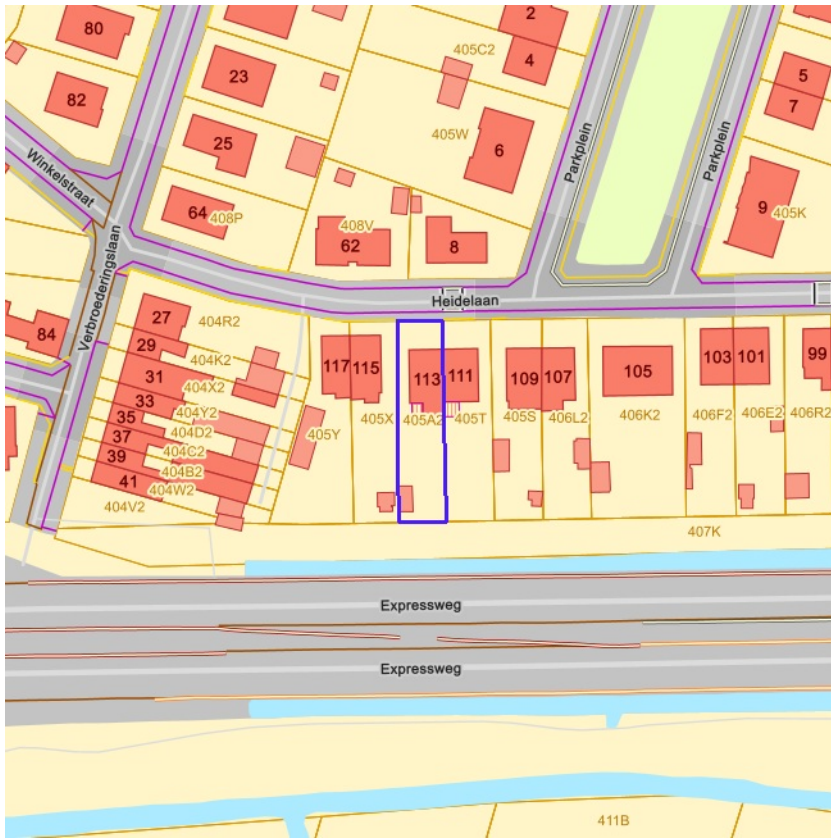 80
2
405C2
4
23
5
82
7
25
405W
6
Parkplein
Parkplein
Winkelstraat
64
408P
408V
62
8
9
405K
Heidelaan
Verbroederingslaan
84
27
404R2
29
404K2
31
404X2
33
404Y2
35
404D2
37
404C2
39
404B2
41
404W2
404V2
117
115
113
111
109
107
105
103
101
99
405Y
405X
405A2
405T
405S
406L2
406K2
406F2
406E2
406R2
407K
Expressweg
Expressweg
411B